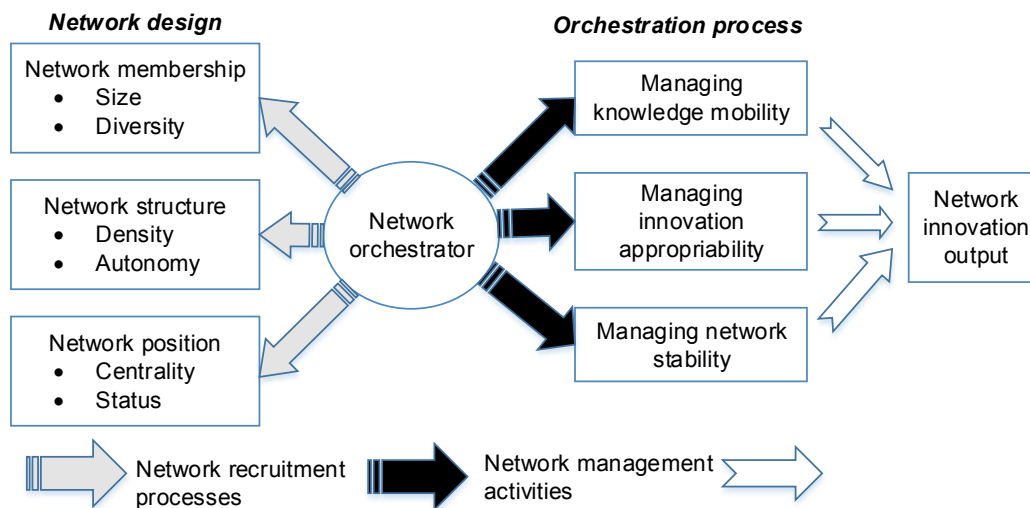 Network design
Network membership
• Size
• Diversity
Network structure
• Density
• Autonomy
Network position
• Centrality
• Status
Network
orchestrator
Orchestration process
Managing
knowledge mobility
Managing
innovation
appropriability
Managing network
stability
Network
innovation
output
Network recruitment
processes
Network management
activities